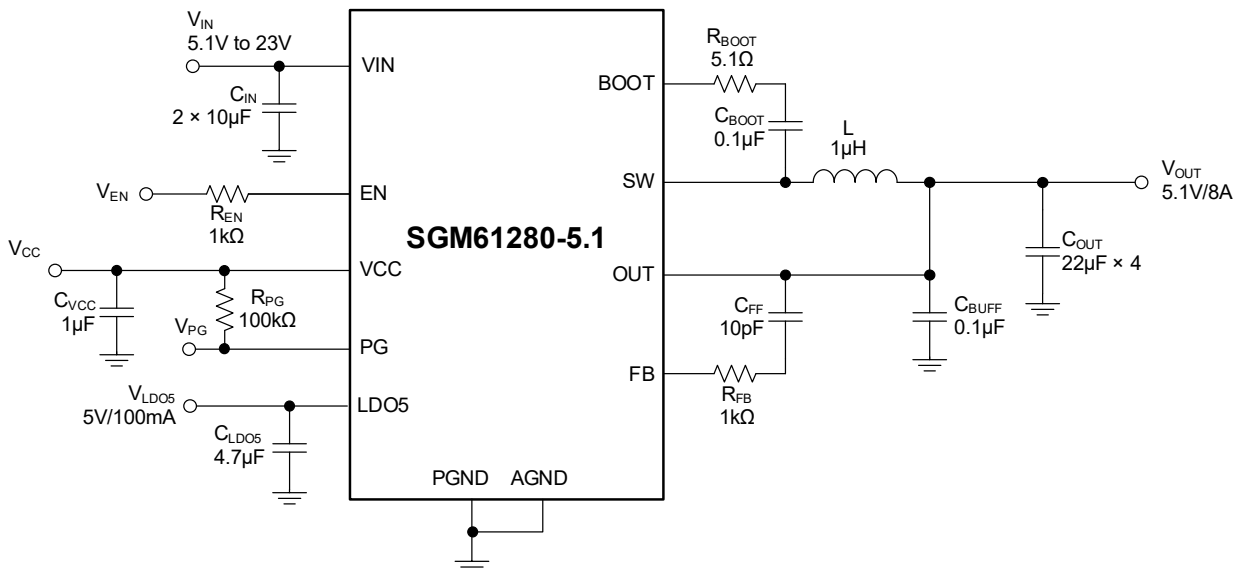 VIN
5.1V to 23V
CIN
2 × 10μF
VEN
REN
1kΩ
VCC
CVCC
1μF
RPG
100kΩ
VPG
VLDO5
5V/100mA
CLDO5
4.7μF
VIN
EN
VCC
PG
LDO5
SGM61280-5.1
PGND
AGND
BOOT
SW
OUT
FB
RBOOT
5.1Ω
CBOOT
0.1μF
L
1μH
VOUT
5.1V/8A
COUT
22μF × 4
CFF
10pF
CBUFF
0.1μF
RFB
1kΩ